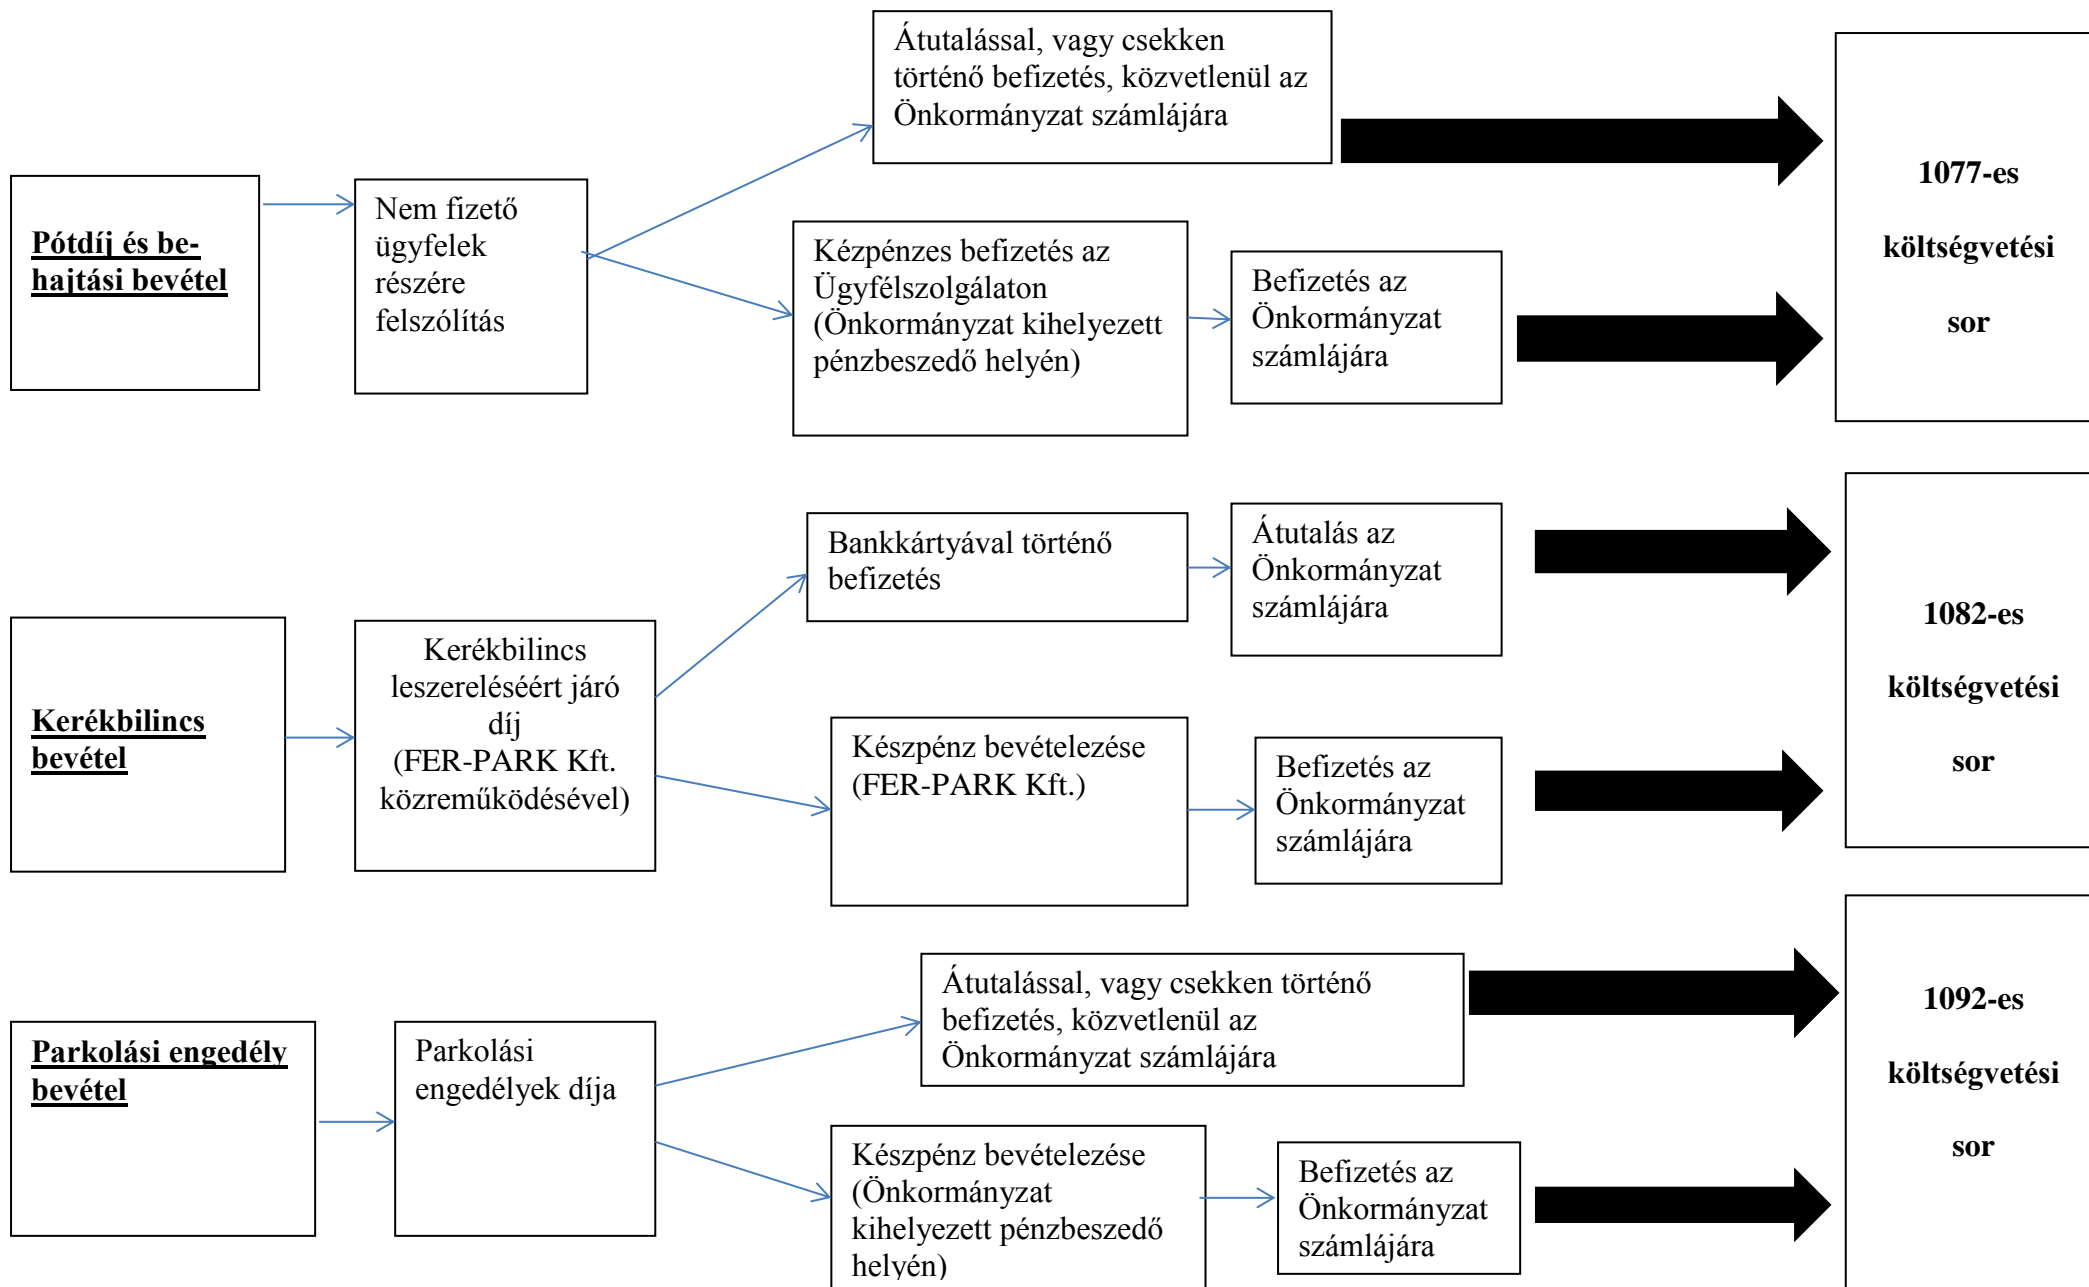 Pótdíj és be-
hajtási bevétel
Nem fizető
ügyfelek
részére
felszólítás
Átutalással, vagy csekken
történő befizetés, közvetlenül az
Önkormányzat számlájára
Kézpénzes befizetés az
Ügyfélszolgálaton
(Önkormányzat kihelyezett
pénzbeszedő helyén)
Befizetés az
Önkormányzat
számlájára
1077-es
költségvetési
sor
Kerékbilincs
bevétel
Kerékbilincs
leszereléséért járó
díj
(FER-PARK Kft.
közreműködésével)
Bankkártyával történő
befizetés
Átutalás az
Önkormányzat
számlájára
Készpénz bevételezése
(FER-PARK Kft.)
Befizetés az
Önkormányzat
számlájára
1082-es
költségvetési
sor
Parkolási engedély
bevétel
Parkolási
engedélyek díja
Átutalással, vagy csekken történő
befizetés, közvetlenül az
Önkormányzat számlájára
Készpénz bevételezése
(Önkormányzat
kihelyezett pénzbeszedő
helyén)
Befizetés az
Önkormányzat
számlájára
1092-es
költségvetési
sor